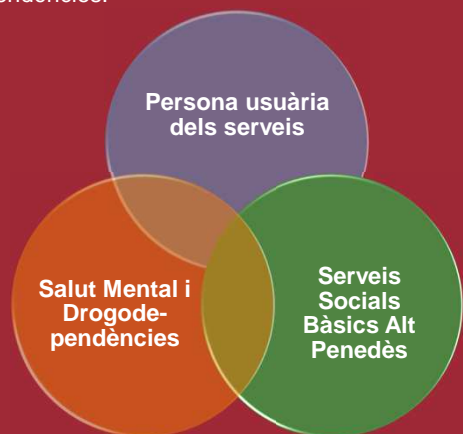 Persona usuària
dels serveis
Salut Mental i
Drogode-
pendències
Serveis
Socials
Bàsics Alt
Penedès